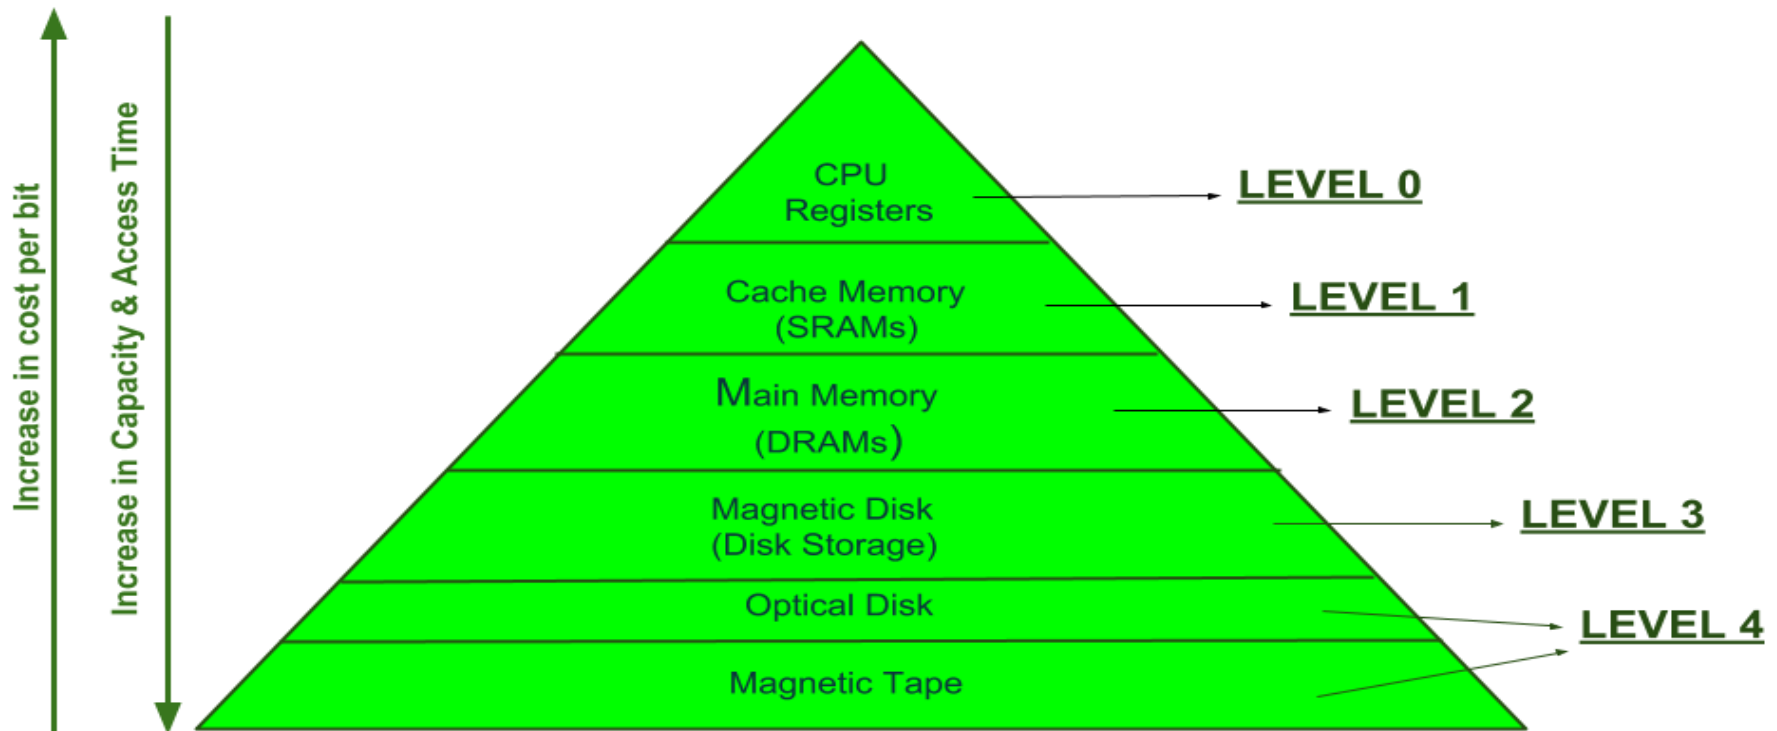 Increase in cost per bit
Increase in Capacity & Access Time
CPU
Registers
LEVEL 0
Cache Memory
(SRAMs)
LEVEL 1
Main Memory
(DRAMs)
LEVEL 2
Magnetic Disk
(Disk Storage)
LEVEL 3
Optical Disk
LEVEL 4
Magnetic Tape